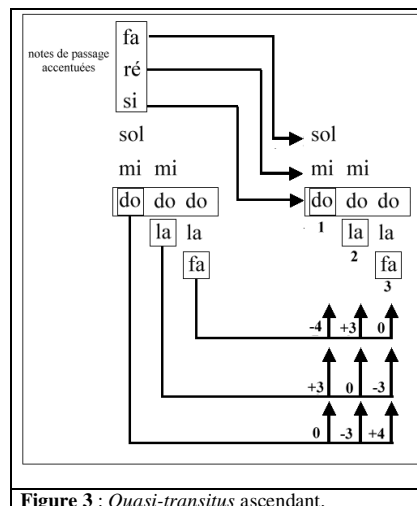 fa
notes de passage
accentuées
ré
si
sol sol
mi mi mi mi
do do do do do do
1
la la la la
2
fa fa
3
-4 +3 0
+3 0 -3
0 -3 +4
Figure 3 : Quasi-transitus ascendant.